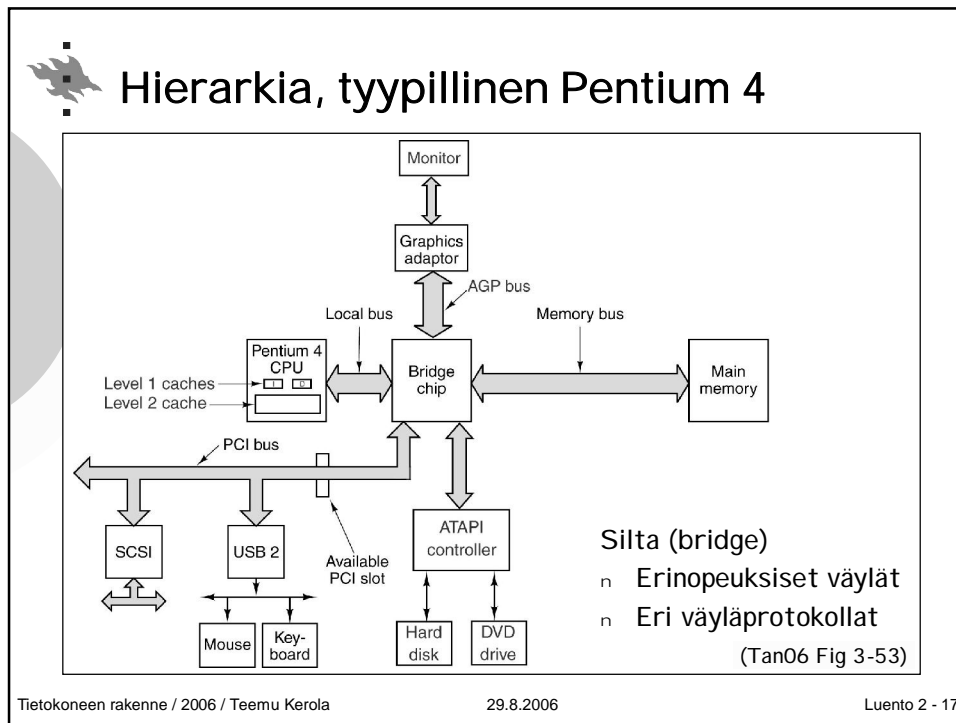 Hierarkia, tyypillinen Pentium 4
Monitor
Graphics
adaptor
AGP bus
Local bus
Memory bus
Pentium 4
CPU
I D
Level 1 caches
Level 2 cache
Bridge
chip
Main
memory
PCI bus
SCSI
USB 2
Available
PCI slot
ATAPI
controller
Mouse
Key-
board
Hard
disk
DVD
drive
Silta (bridge)
n Erinopeuksiset väylät
n Eri väyläprotokollat
(Tan06 Fig 3-53)
Tietokoneen rakenne / 2006 / Teemu Kerola
29.8.2006
Luento 2 - 17